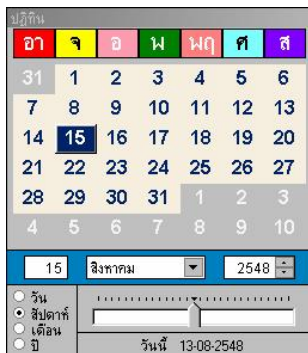 ปฏิทิน
อา จ อ พ พฤ ศ ส
31 1 2 3 4 5 6
7 8 9 10 11 12 13
14 15 16 17 18 19 20
21 22 23 24 25 26 27
28 29 30 31 1 2 3
4 5 6 7 8 9 10
15 สิงหาคม 2548
วัน
สัปดาห์
เดือน
ปี
วันนี้ 13-08-2548